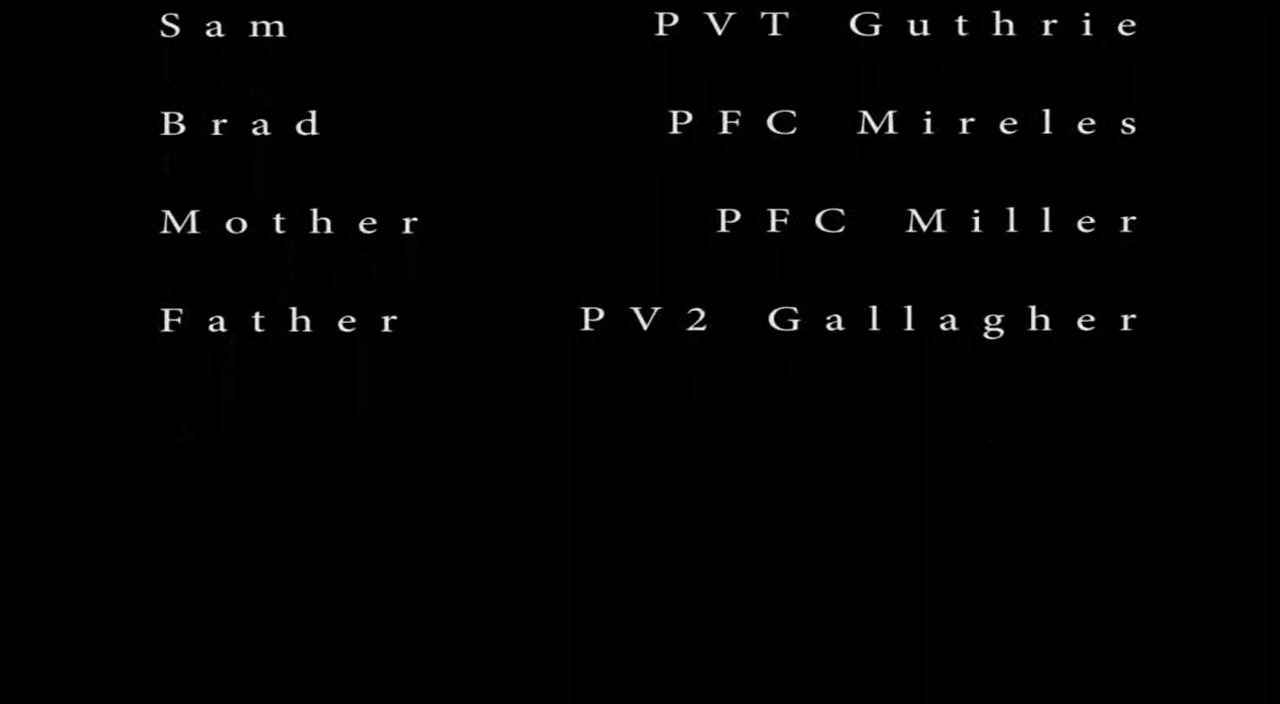 Sam PVT Guthrie
Brad PFC Mireles
Mother PFC Miller
Father PV2 Gallagher